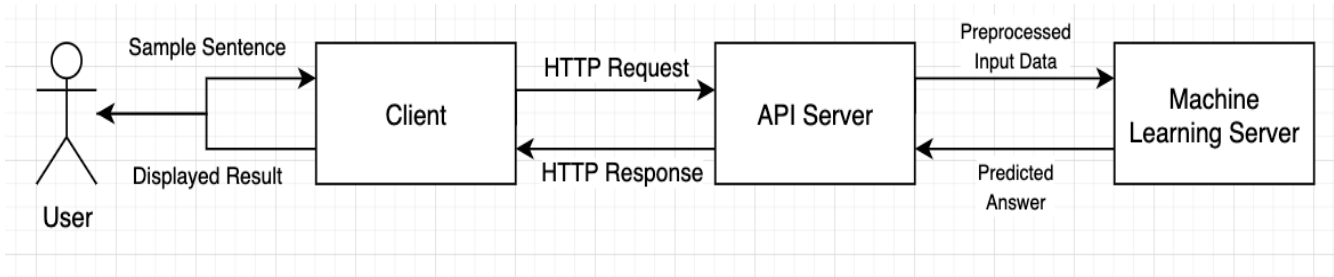 Sample Sentence
Displayed Result
User
Client
HTTP Request
HTTP Response
API Server
Preprocessed
Input Data
Predicted
Answer
Machine
Learning Server